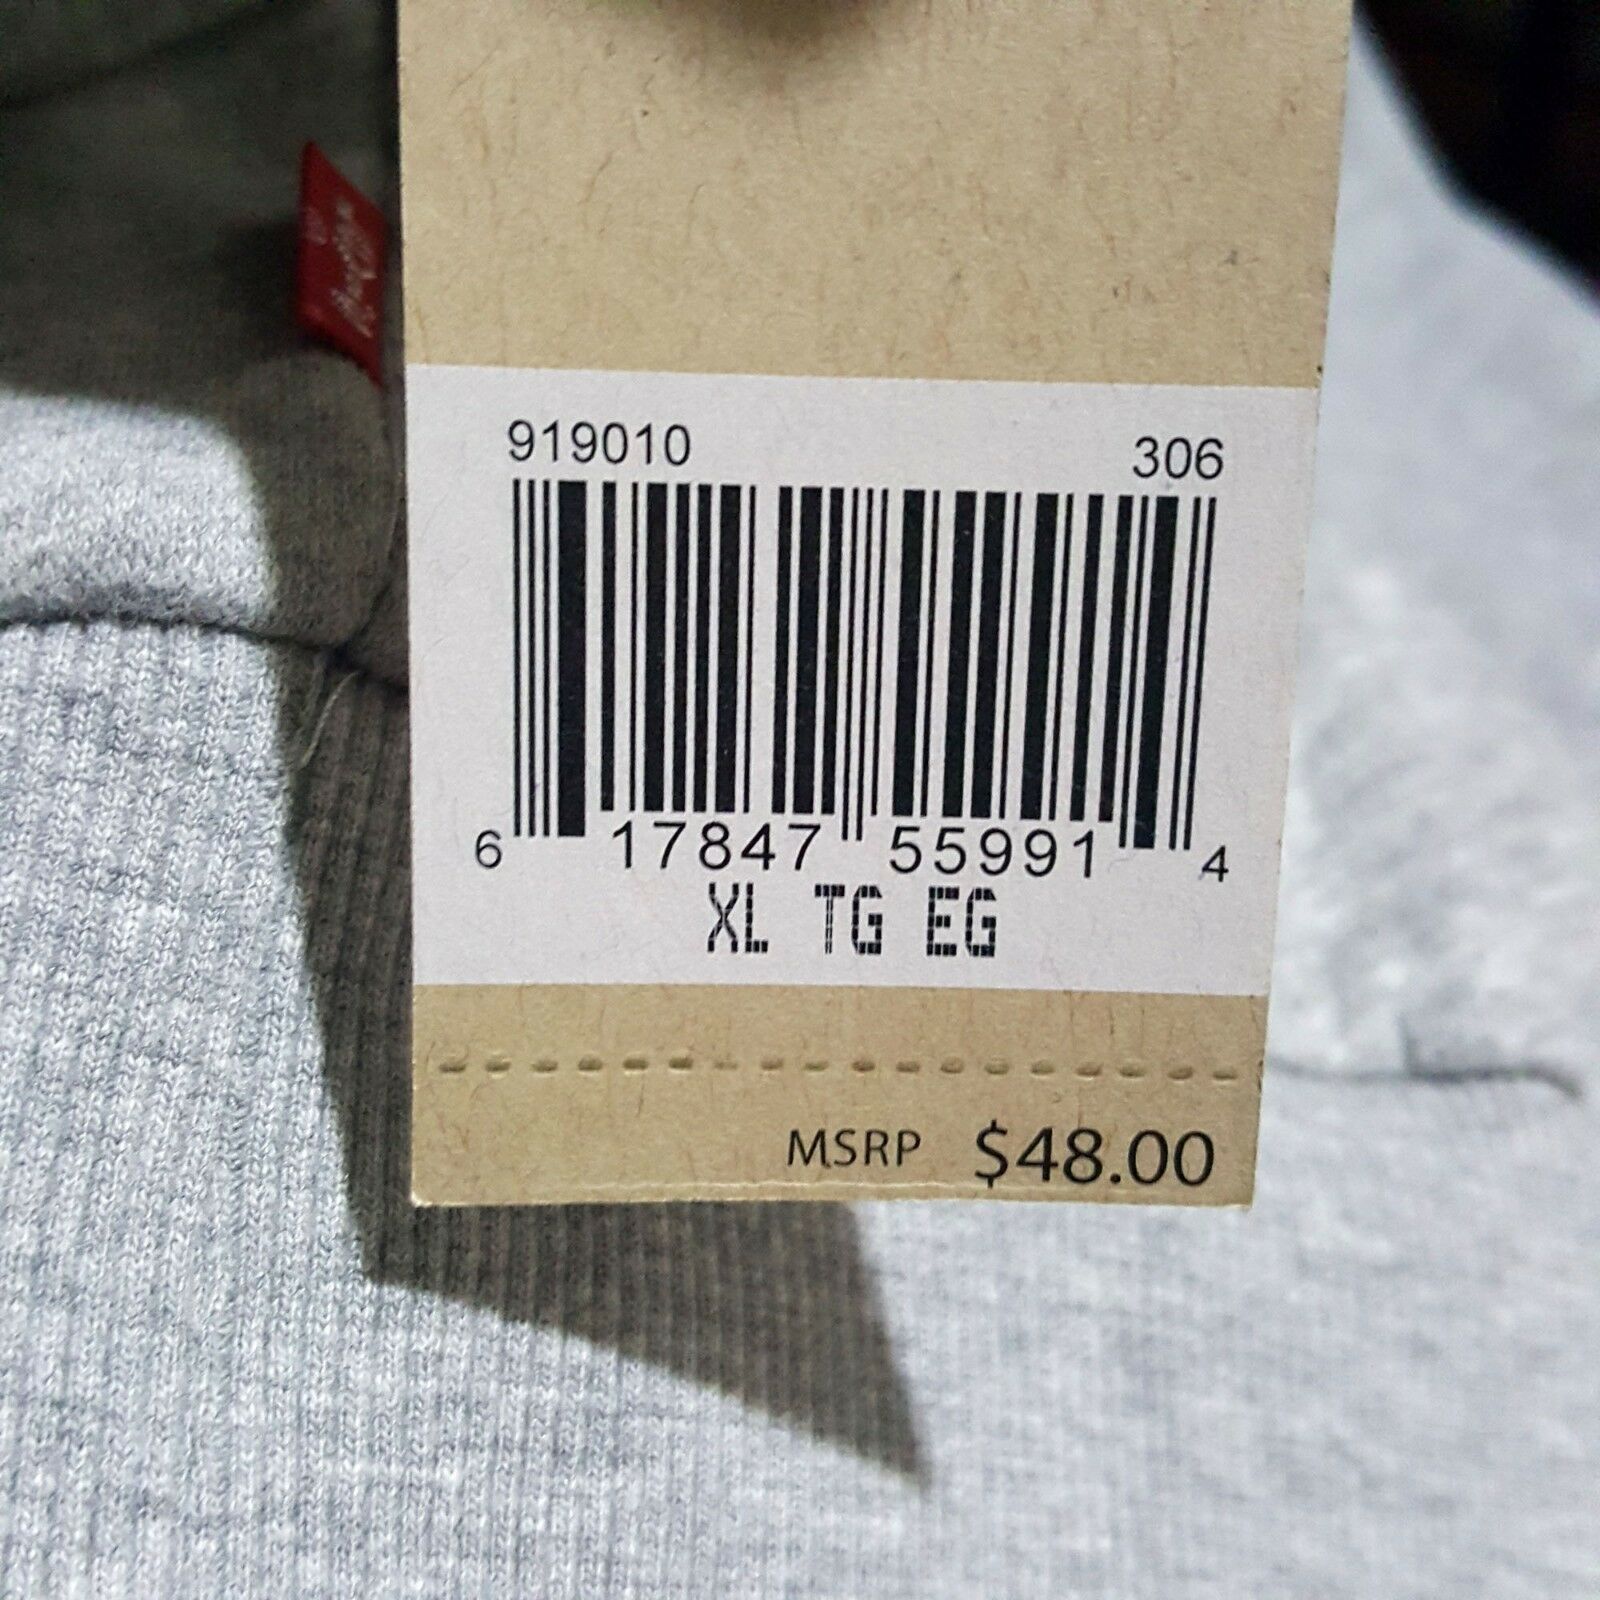 919010 306
6 17847 55991 4
XL TG EG
MSRP $48.00